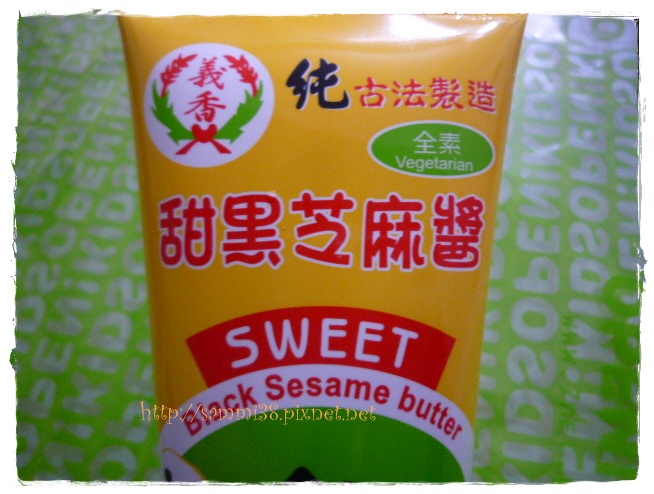 義香
純古法製造
全素
Vegetarian
甜黑芝麻醬
SWEET
Black Sesame butter
http://sammi38.pixnet.net